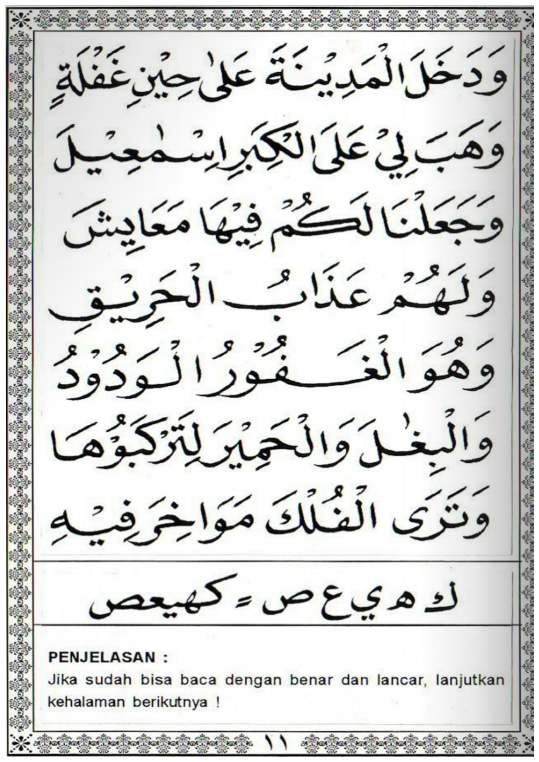 وَدَخَلَ الْمَدِيْنَةَ عَلٰى حِيْنِ غَفْلَةٍ
وَهَبَ لِيْ عَلَى الْكِبَرِ اِسْمٰعِيْلَ
وَجَعَلْنَا لَكُمْ فِيْهَا مَعَايِشَ
وَلَهُمْ عَذَابُ الْحَرِيْقِ
وَهُوَ الْغَفُوْرُ الْوَدُوْدُ
وَالْبِغٰلَ وَالْحَمِيْرَ لِتَرْكَبُوْهَا
وَتَرَى الْفُلْكَ مَوَاخِرَ فِيْهِ
ك ه ي ع ص = كهيعص
PENJELASAN :
Jika sudah bisa baca dengan benar dan lancar, lanjutkan
kehalaman berikutnya !
١١